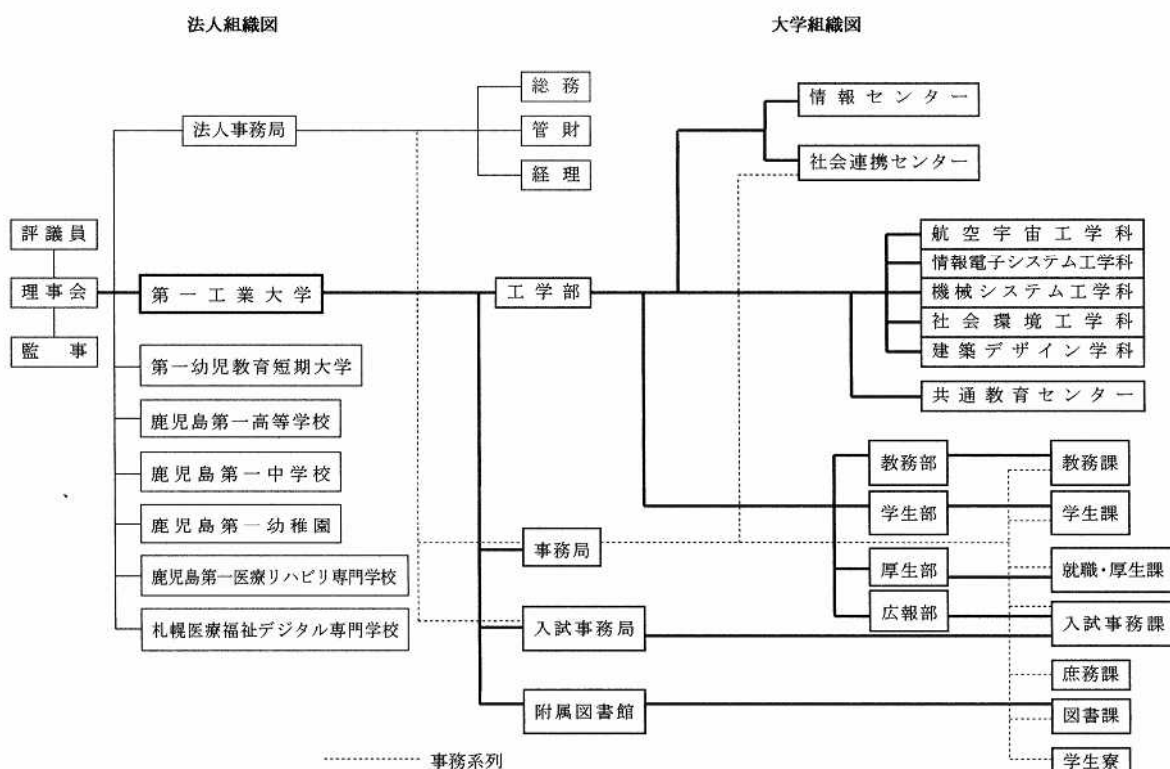 法人組織図
大学組織図
総務
管財
経理
法人事務局
評議員
理事会
監事
第一工業大学
第一幼児教育短期大学
鹿児島第一高等学校
鹿児島第一中学校
鹿児島第一幼稚園
鹿児島第一医療リハビリ専門学校
札幌医療福祉デジタル専門学校
工学部
事務局
入試事務局
附属図書館
情報センター
社会連携センター
航空宇宙工学科
情報電子システム工学科
機械システム工学科
社会環境工学科
建築デザイン学科
共通教育センター
教務部
学生部
厚生部
広報部
教務課
学生課
就職・厚生課
入試事務課
庶務課
図書課
学生寮
事務系列